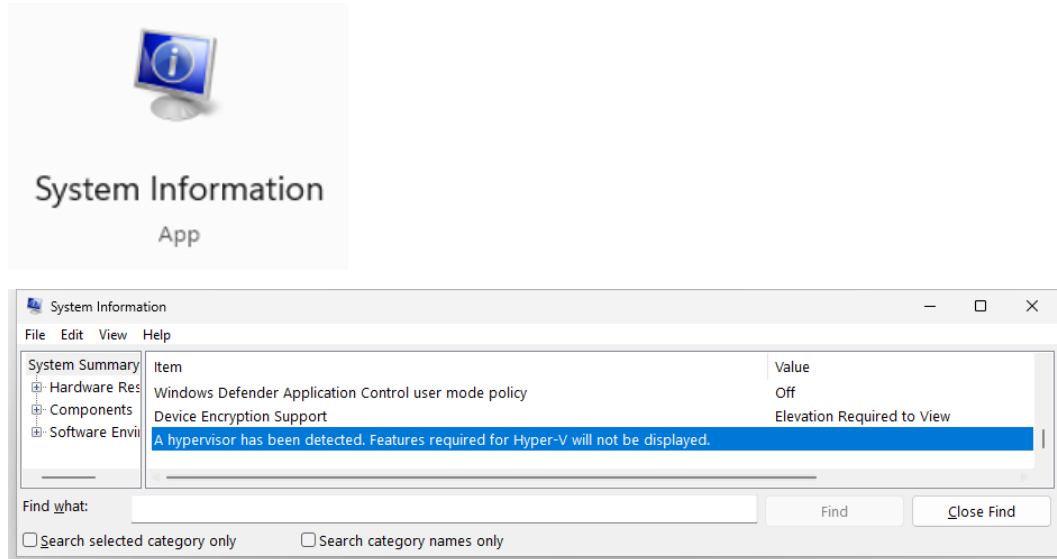 System Information
App
System Information
File Edit View Help
System Summary
Hardware Res
Components
Software Envir
Item Value
Windows Defender Application Control user mode policy Off
Device Encryption Support Elevation Required to View
A hypervisor has been detected. Features required for Hyper-V will not be displayed.
Find what: Find Close Find
Search selected category only Search category names only